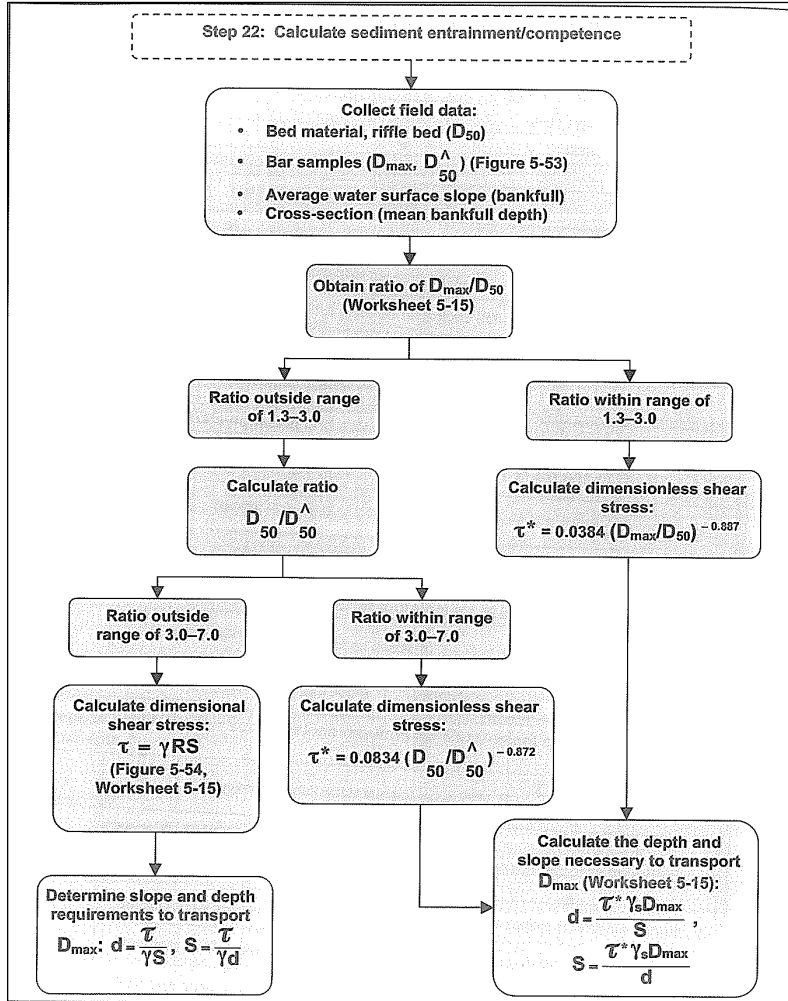 Step 22: Calculate sediment entrainment/competence
Collect field data:
• Bed material, riffle bed (D50)
• Bar samples (Dmax, D^50) (Figure 5-53)
• Average water surface slope (bankfull)
• Cross-section (mean bankfull depth)
Obtain ratio of Dmax/D50
(Worksheet 5-15)
Ratio outside range
of 1.3–3.0
Ratio within range of
1.3–3.0
Calculate ratio
D50/D^50
Calculate dimensionless shear
stress:
τ* = 0.0384 (Dmax/D50) – 0.887
Ratio outside
range of 3.0–7.0
Ratio within range
of 3.0–7.0
Calculate dimensional
shear stress:
τ = γRS
(Figure 5-54,
Worksheet 5-15)
Calculate dimensionless shear
stress:
τ* = 0.0834 (D50/D^50) –0.872
Determine slope and depth
requirements to transport
Dmax: d = τ/γS, S = τ/γd
Calculate the depth and
slope necessary to transport
Dmax (Worksheet 5-15):
d = τ* γsDmax/S ,
S = τ* γsDmax/d